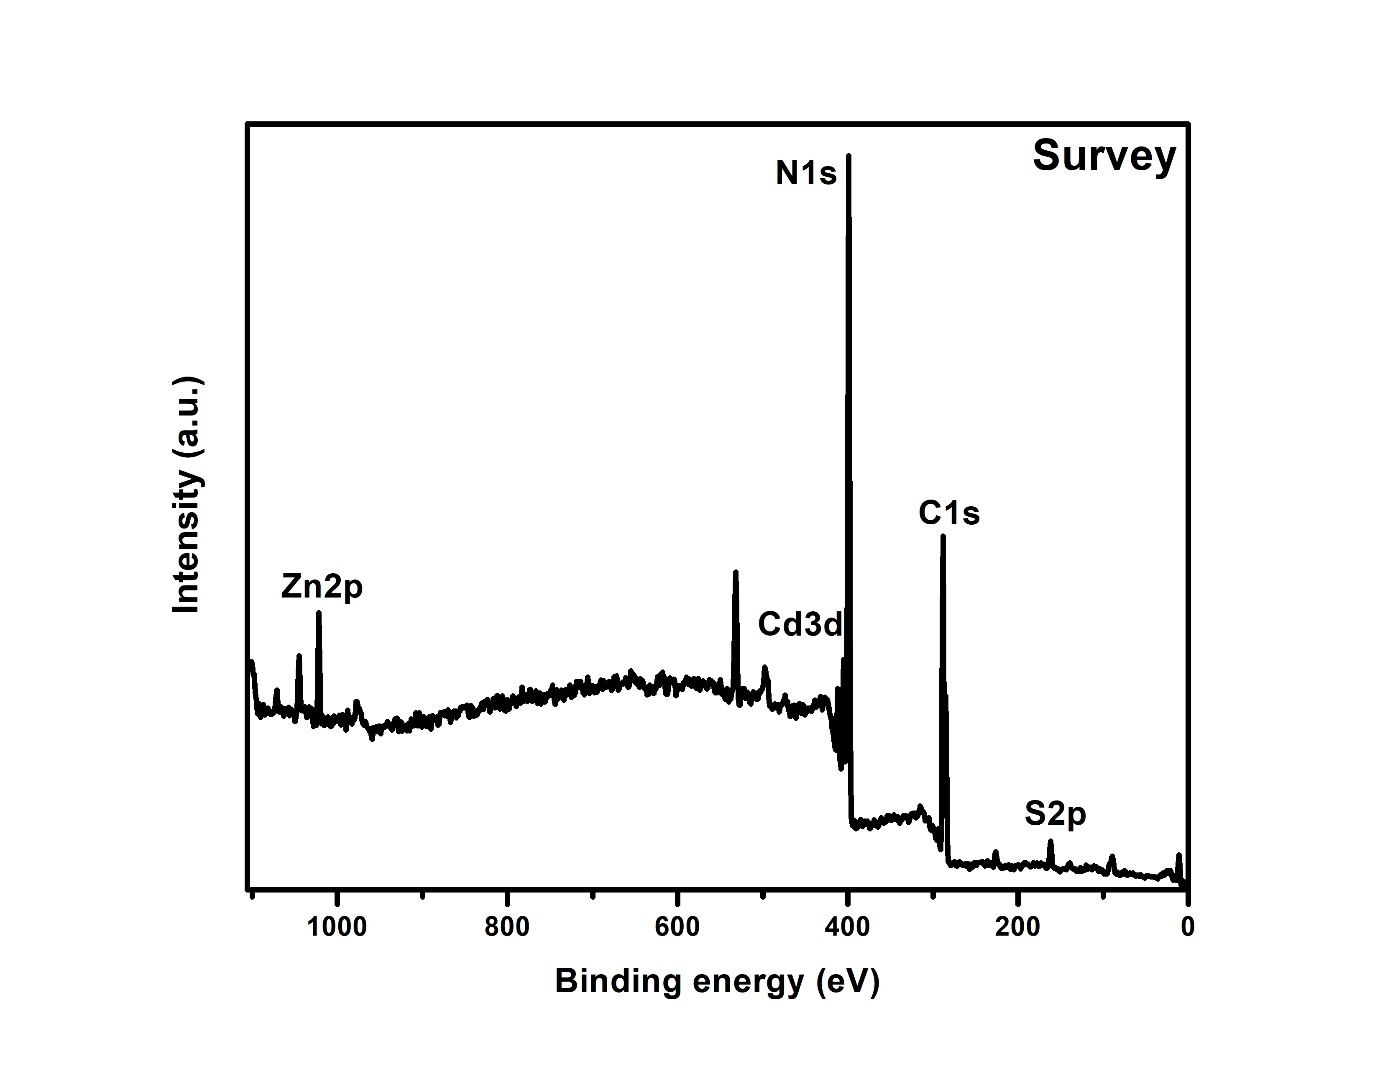 Survey
N1s
C1s
Zn2p
Cd3d
S2p
Intensity (a.u.)
1000 800 600 400 200 0
Binding energy (eV)